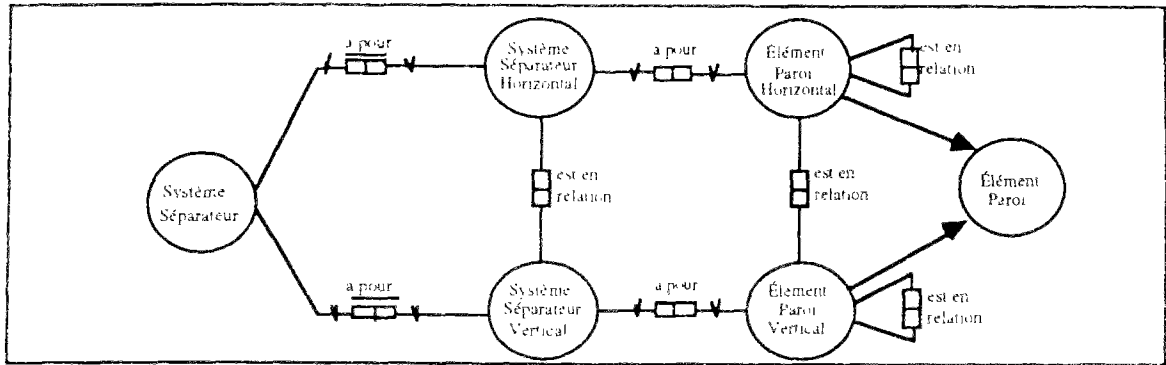 a pour
Système
Séparateur
Horizontal
a pour
Élément
Paroi
Horizontal
est en
relation
Système
Séparateur
est en
relation
est en
relation
Élément
Paroi
a pour
Système
Séparateur
Vertical
a pour
Élément
Paroi
Vertical
est en
relation